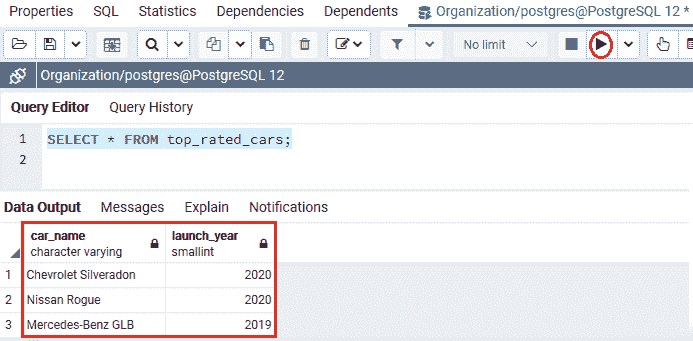 Properties SQL Statistics Dependencies Dependents Organization/postgres@PostgreSQL 12 *
No limit
Organization/postgres@PostgreSQL 12
Query Editor Query History
1 SELECT * FROM top_rated_cars;
2
Data Output Messages Explain Notifications
car_name launch_year
character varying smallint
1 Chevrolet Silveradon 2020
2 Nissan Rogue 2020
3 Mercedes-Benz GLB 2019